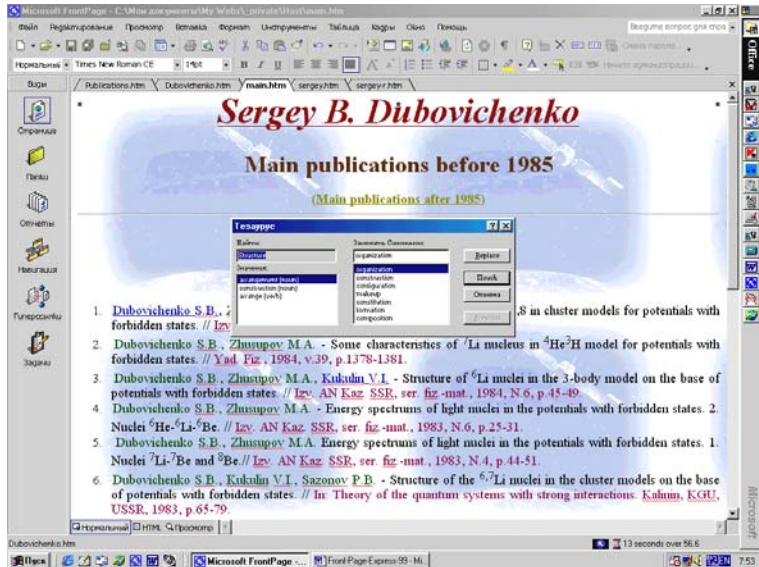 Microsoft FrontPage - C:\Мои документы\My Webs\_private\Host\main.htm
Файл Редактирование Просмотр Вставка Формат Инструменты Таблица Кадры Окно Помощь
Введите вопрос для спра
Нормальный Times New Roman CE
Виды
Publications.htm Dubovichenko.htm main.htm sergey.htm sergey-r.htm
Страница
Папки
Отчеты
Навигация
Гиперссылки
Задачи
Office
Sergey B. Dubovichenko
Main publications before 1985
(Main publications after 1985)
Тезаурус
Structure
organization
Replace
arrangement (noun)
construction (noun)
arrange (verb)
organization
construction
configuration
makeup
constitution
formation
composition
Поиск
Отмена
1. Dubovichenko S.B., ,8 in cluster models for potentials with
forbidden states. // Izv
2. Dubovichenko S.B., Zhusupov M.A. - Some characteristics of ⁷Li nucleus in ⁴He³H model for potentials with
forbidden states. // Yad. Fiz., 1984, v.39, p.1378-1381.
3. Dubovichenko S.B., Zhusupov M.A., Kukulin V.I. - Structure of ⁶Li nuclei in the 3-body model on the base of
potentials with forbidden states. // Izv. AN Kaz. SSR, ser. fiz.-mat., 1984, N.6, p.45-49.
4. Dubovichenko S.B., Zhusupov M.A. - Energy spectrums of light nuclei in the potentials with forbidden states. 2.
Nuclei ⁶He-⁶Li-⁶Be. // Izv. AN Kaz. SSR, ser. fiz.-mat., 1983, N.6, p.25-31.
5. Dubovichenko S.B., Zhusupov M.A. Energy spectrums of light nuclei in the potentials with forbidden states. 1.
Nuclei ⁷Li-⁷Be and ⁸Be.// Izv. AN Kaz. SSR, ser. fiz.-mat., 1983, N.4, p.44-51.
6. Dubovichenko S.B., Kukulin V.I., Sazonov P.B. - Structure of the ⁶,⁷Li nuclei in the cluster models on the base
of potentials with forbidden states. // In: Theory of the quantum systems with strong interactions. Kalinin, KGU,
USSR, 1983, p.65-79.
Microsoft
Нормальный HTML Просмотр
Dubovichenko.htm
13 seconds over 56.6
Пуск Microsoft FrontPage -... Front-Page-Express-99 - Mi...
EN 7:53